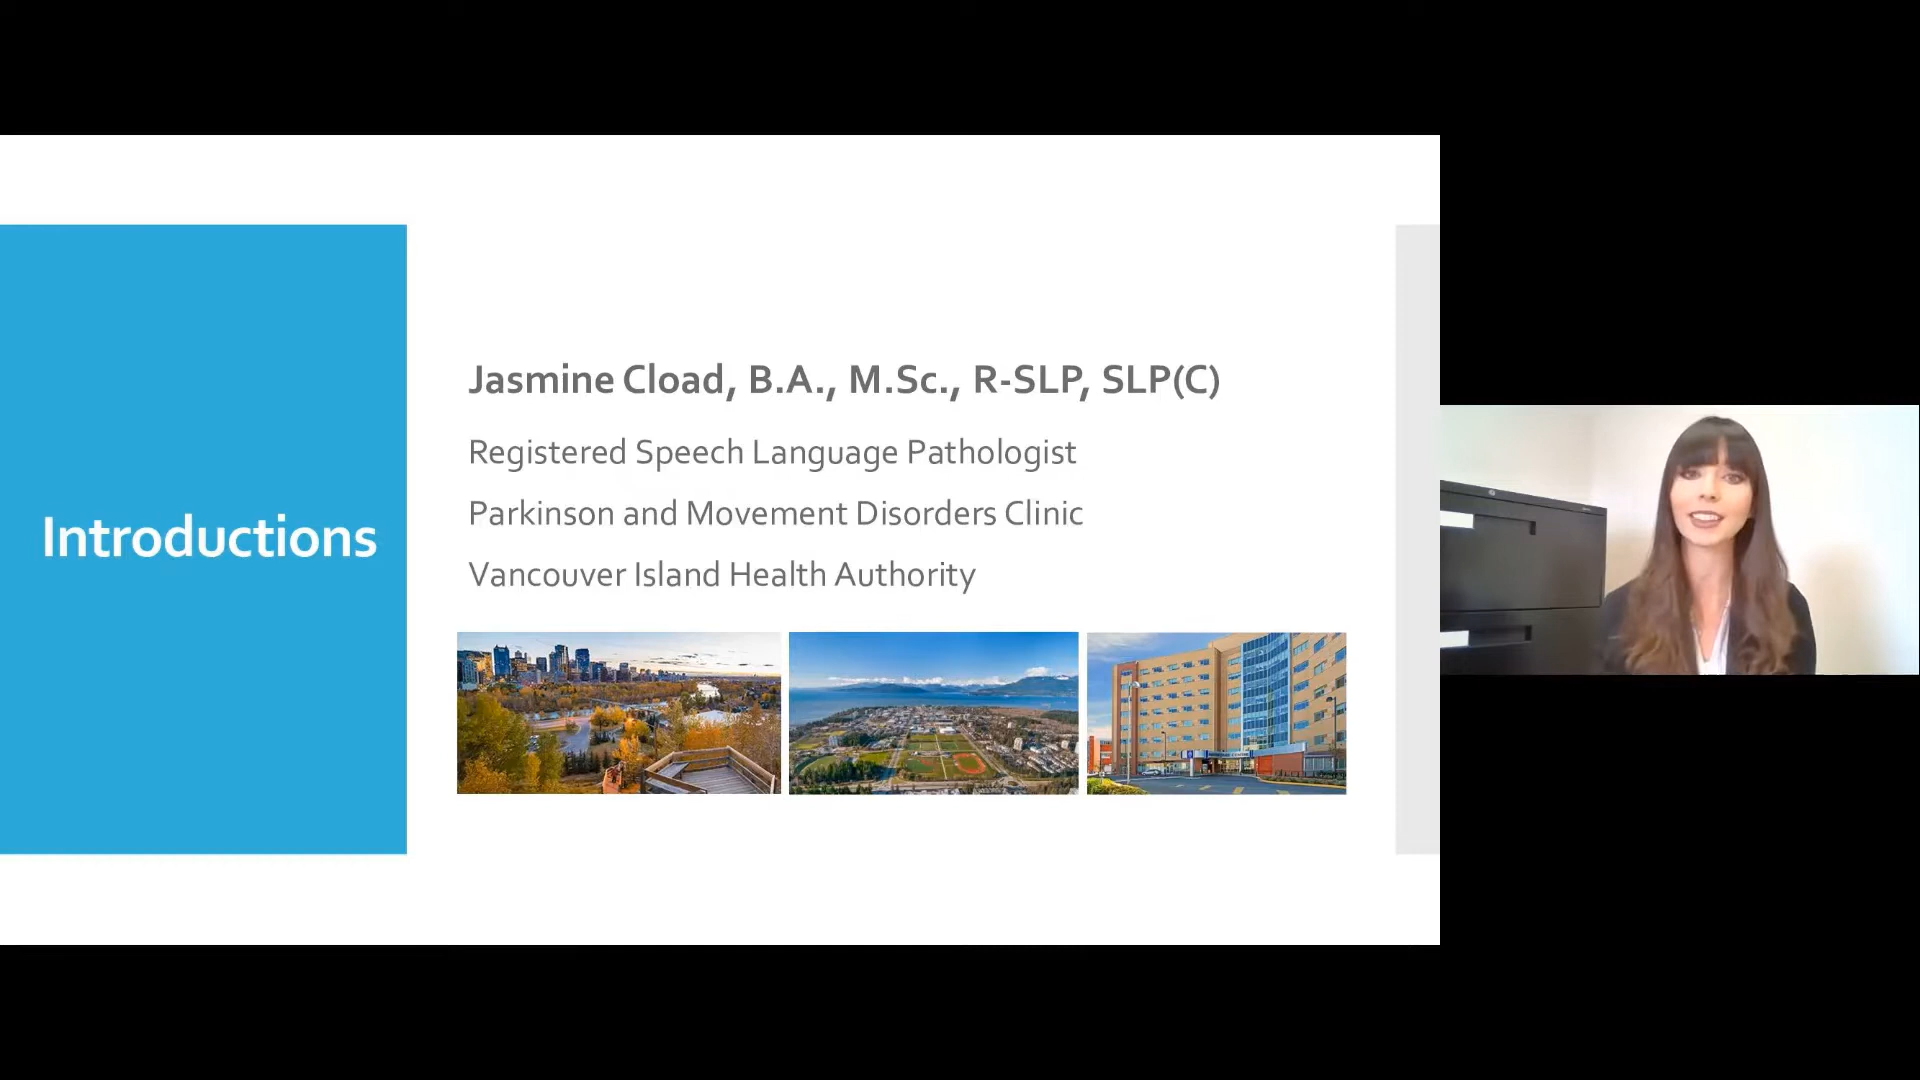 Introductions
Jasmine Cload, B.A., M.Sc., R-SLP, SLP(C)
Registered Speech Language Pathologist
Parkinson and Movement Disorders Clinic
Vancouver Island Health Authority